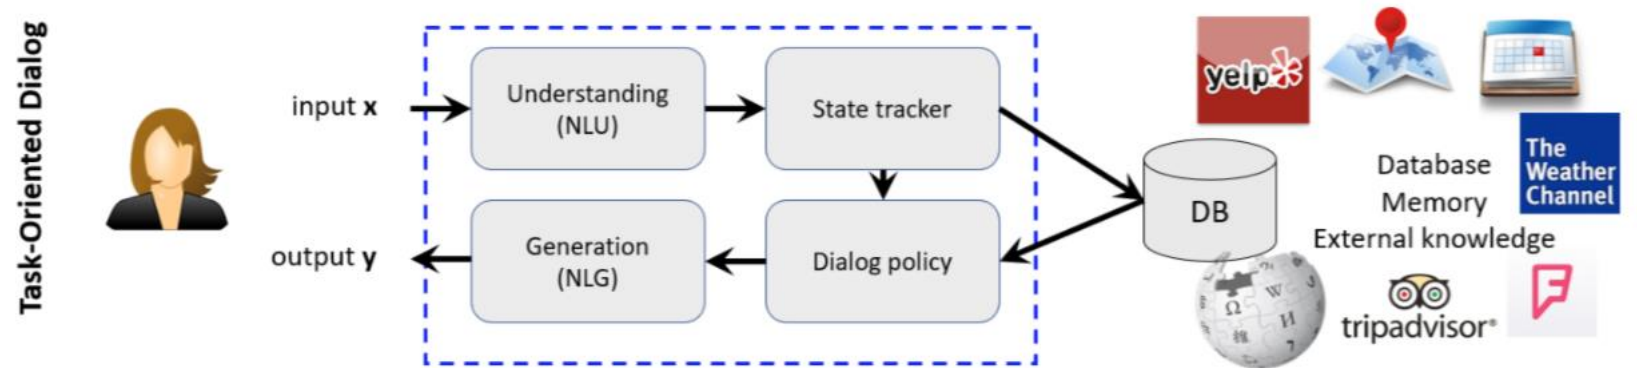 Task-Oriented Dialog
input x
Understanding
(NLU)
State tracker
output y
Generation
(NLG)
Dialog policy
DB
yelp
The
Weather
Channel
Database
Memory
External knowledge
Ω
W
И
tripadvisor®